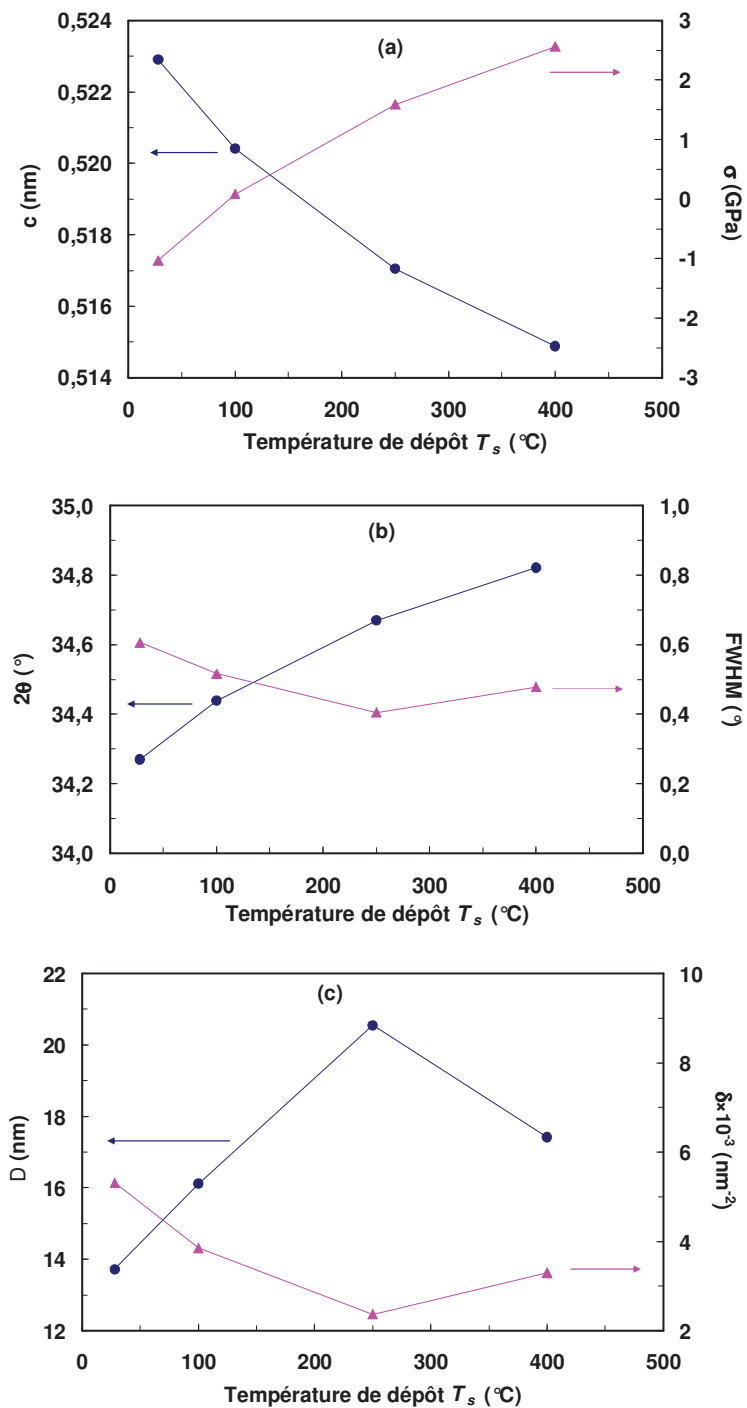 (a)
c (nm)
0,524
0,522
0,520
0,518
0,516
0,514
3
2
1
0
-1
-2
-3
σ (GPa)
0 100 200 300 400 500
Température de dépôt T s (°C)
(b)
2θ (°)
35,0
34,8
34,6
34,4
34,2
34,0
1,0
0,8
0,6
0,4
0,2
0,0
FWHM (°)
0 100 200 300 400 500
Température de dépôt T s (°C)
(c)
D (nm)
22
20
18
16
14
12
10
8
6
4
2
δ×10⁻³ (nm⁻²)
0 100 200 300 400 500
Température de dépôt T s (°C)